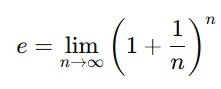 e = lim_{n→∞} (1 + 1/n)^n